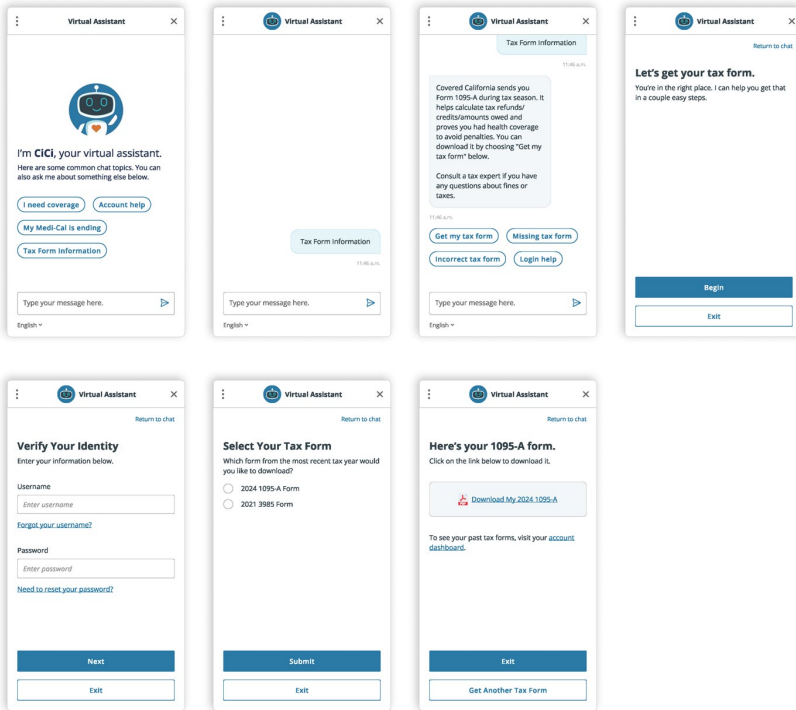 Virtual Assistant
I'm CiCi, your virtual assistant.
Here are some common chat topics. You can
also ask me about something else below.
I need coverage
Account help
My Medi-Cal is ending
Tax Form Information
Type your message here.
English
Virtual Assistant
Tax Form Information
11:46 a.m.
Type your message here.
English
Virtual Assistant
Tax Form Information
11:46 a.m.
Covered California sends you
Form 1095-A during tax season. It
helps calculate tax refunds/
credits/amounts owed and
proves you had health coverage
to avoid penalties. You can
download it by choosing "Get my
tax form" below.
Consult a tax expert if you have
any questions about fines or
taxes.
11:46 a.m.
Get my tax form
Missing tax form
Incorrect tax form
Login help
Type your message here.
English
Virtual Assistant
Return to chat
Let's get your tax form.
You're in the right place. I can help you get that
in a couple easy steps.
Begin
Exit
Virtual Assistant
Return to chat
Verify Your Identity
Enter your information below.
Username
Enter username
Forgot your username?
Password
Enter password
Need to reset your password?
Next
Exit
Virtual Assistant
Return to chat
Select Your Tax Form
Which form from the most recent tax year would
you like to download?
2024 1095-A Form
2021 3985 Form
Submit
Exit
Virtual Assistant
Return to chat
Here's your 1095-A form.
Click on the link below to download it.
PDF
Download My 2024 1095-A
To see your past tax forms, visit your account
dashboard.
Exit
Get Another Tax Form